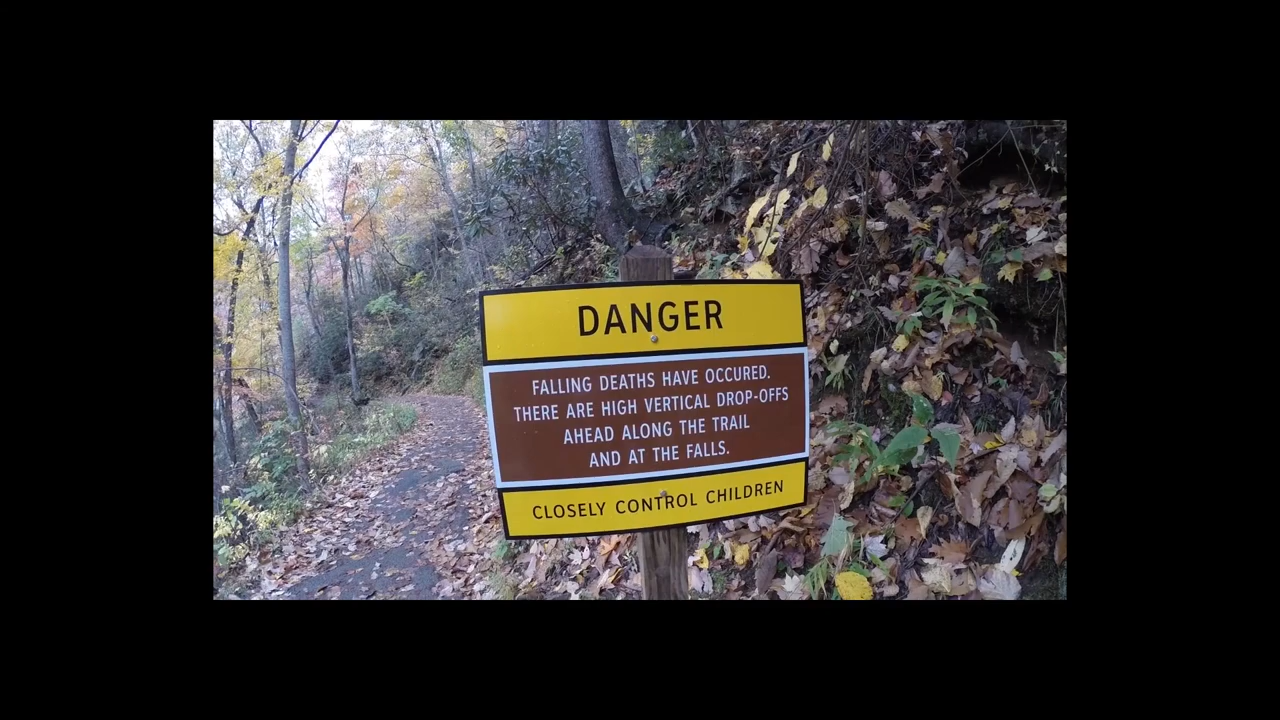 DANGER
FALLING DEATHS HAVE OCCURED.
THERE ARE HIGH VERTICAL DROP-OFFS
AHEAD ALONG THE TRAIL
AND AT THE FALLS.
CLOSELY CONTROL CHILDREN